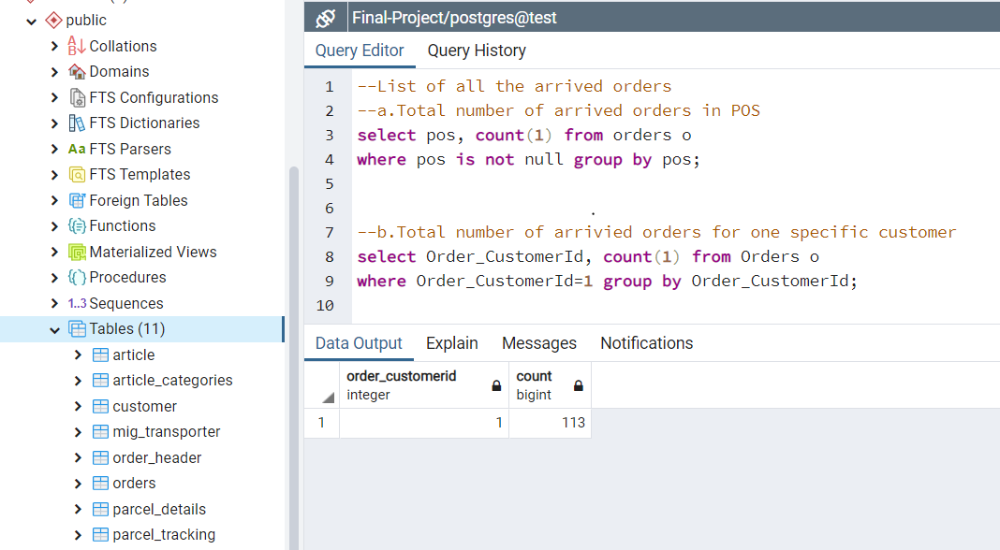 public
Collations
Domains
FTS Configurations
FTS Dictionaries
Aa FTS Parsers
FTS Templates
Foreign Tables
Functions
Materialized Views
Procedures
1..3 Sequences
Tables (11)
article
article_categories
customer
mig_transporter
order_header
orders
parcel_details
parcel_tracking
Final-Project/postgres@test
Query Editor Query History
1 --List of all the arrived orders
2 --a.Total number of arrived orders in POS
3 select pos, count(1) from orders o
4 where pos is not null group by pos;
5
6 .
7 --b.Total number of arrivied orders for one specific customer
8 select Order_CustomerId, count(1) from Orders o
9 where Order_CustomerId=1 group by Order_CustomerId;
10
Data Output Explain Messages Notifications
order_customerid count
integer bigint
1 1 113